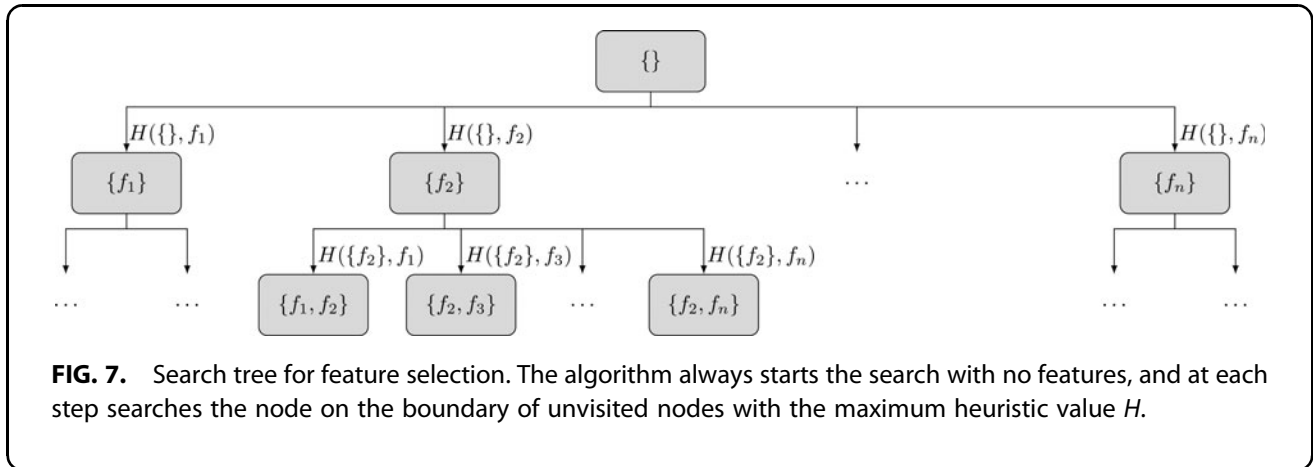 {}
H({}, f₁) H({}, f₂) H({}, fₙ)
{f₁} {f₂} ... {fₙ}
H({f₂}, f₁) H({f₂}, f₃) H({f₂}, fₙ)
... ... {f₁, f₂} {f₂, f₃} ... {f₂, fₙ} ... ...
FIG. 7. Search tree for feature selection. The algorithm always starts the search with no features, and at each
step searches the node on the boundary of unvisited nodes with the maximum heuristic value H.